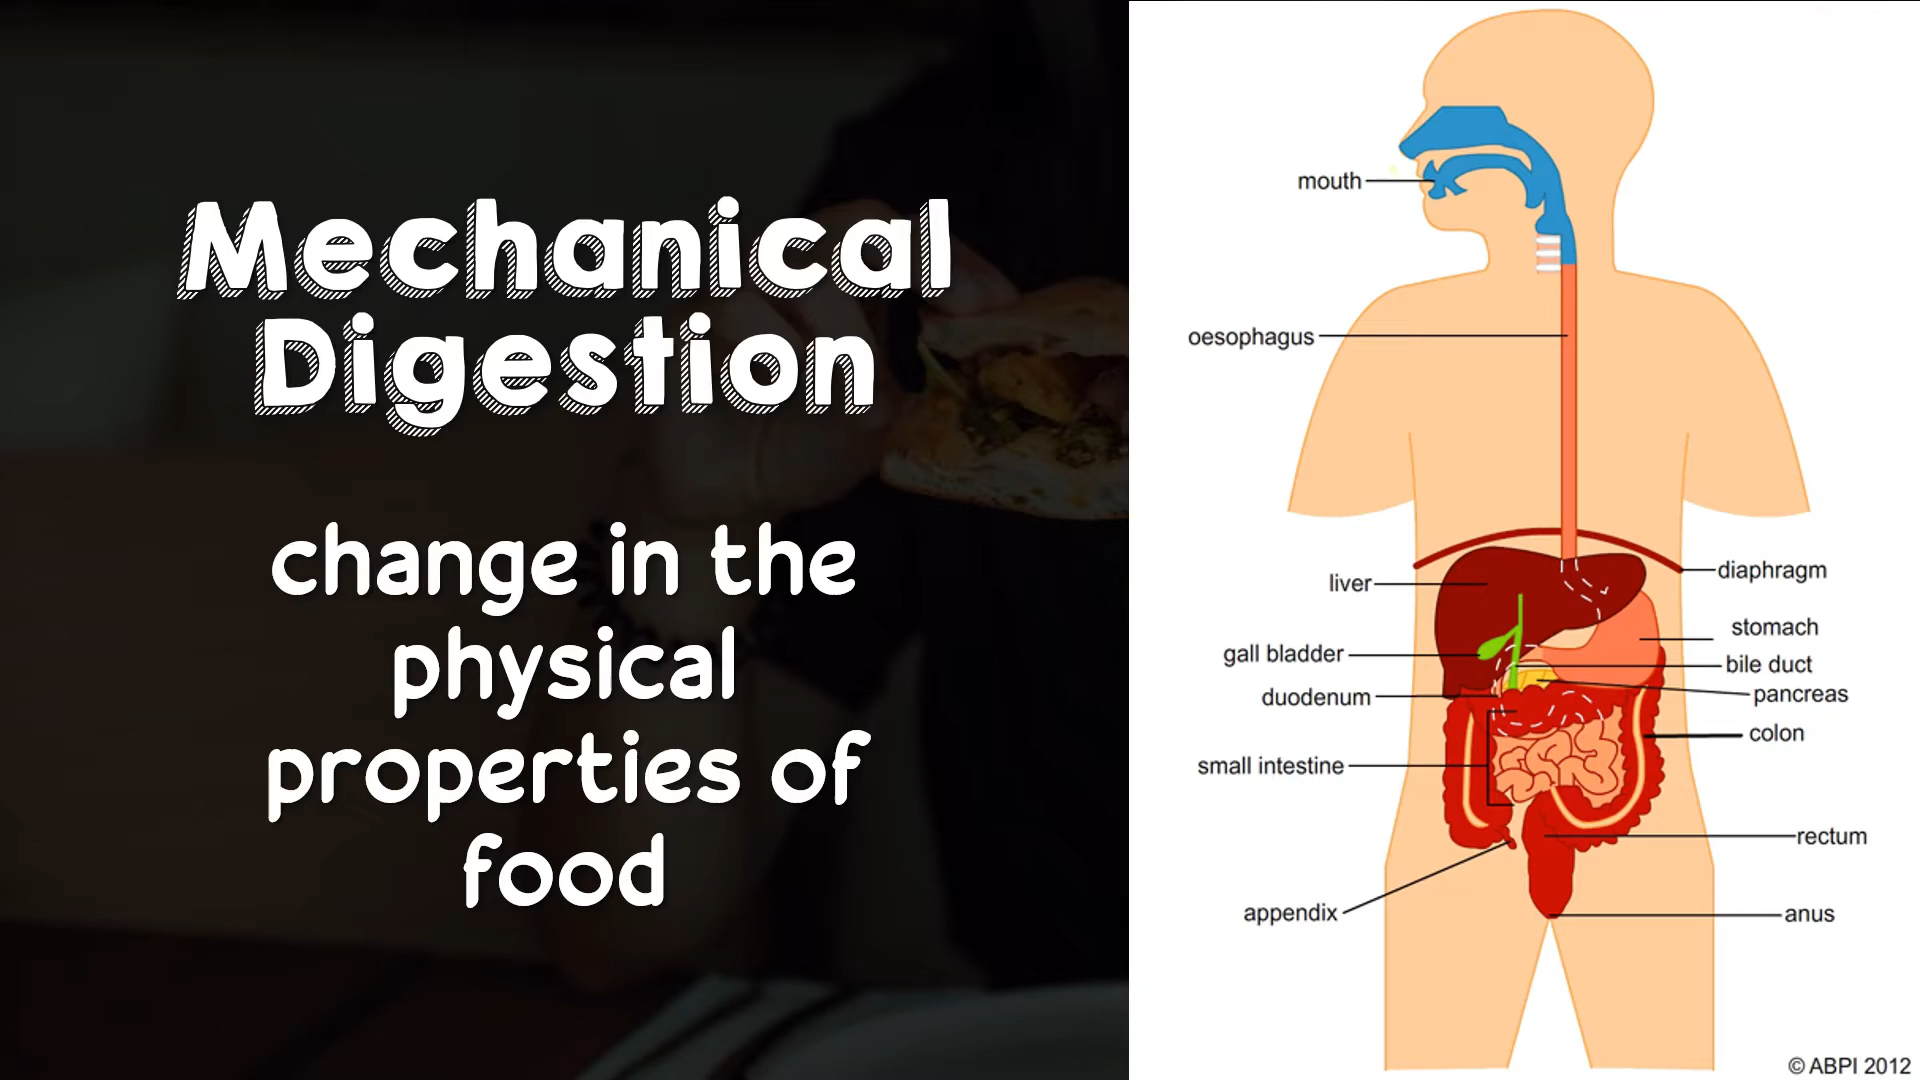 Mechanical
Digestion
change in the
physical
properties of
food
mouth
oesophagus
diaphragm
liver
stomach
gall bladder
bile duct
duodenum
pancreas
colon
small intestine
rectum
appendix
anus
© ABPI 2012